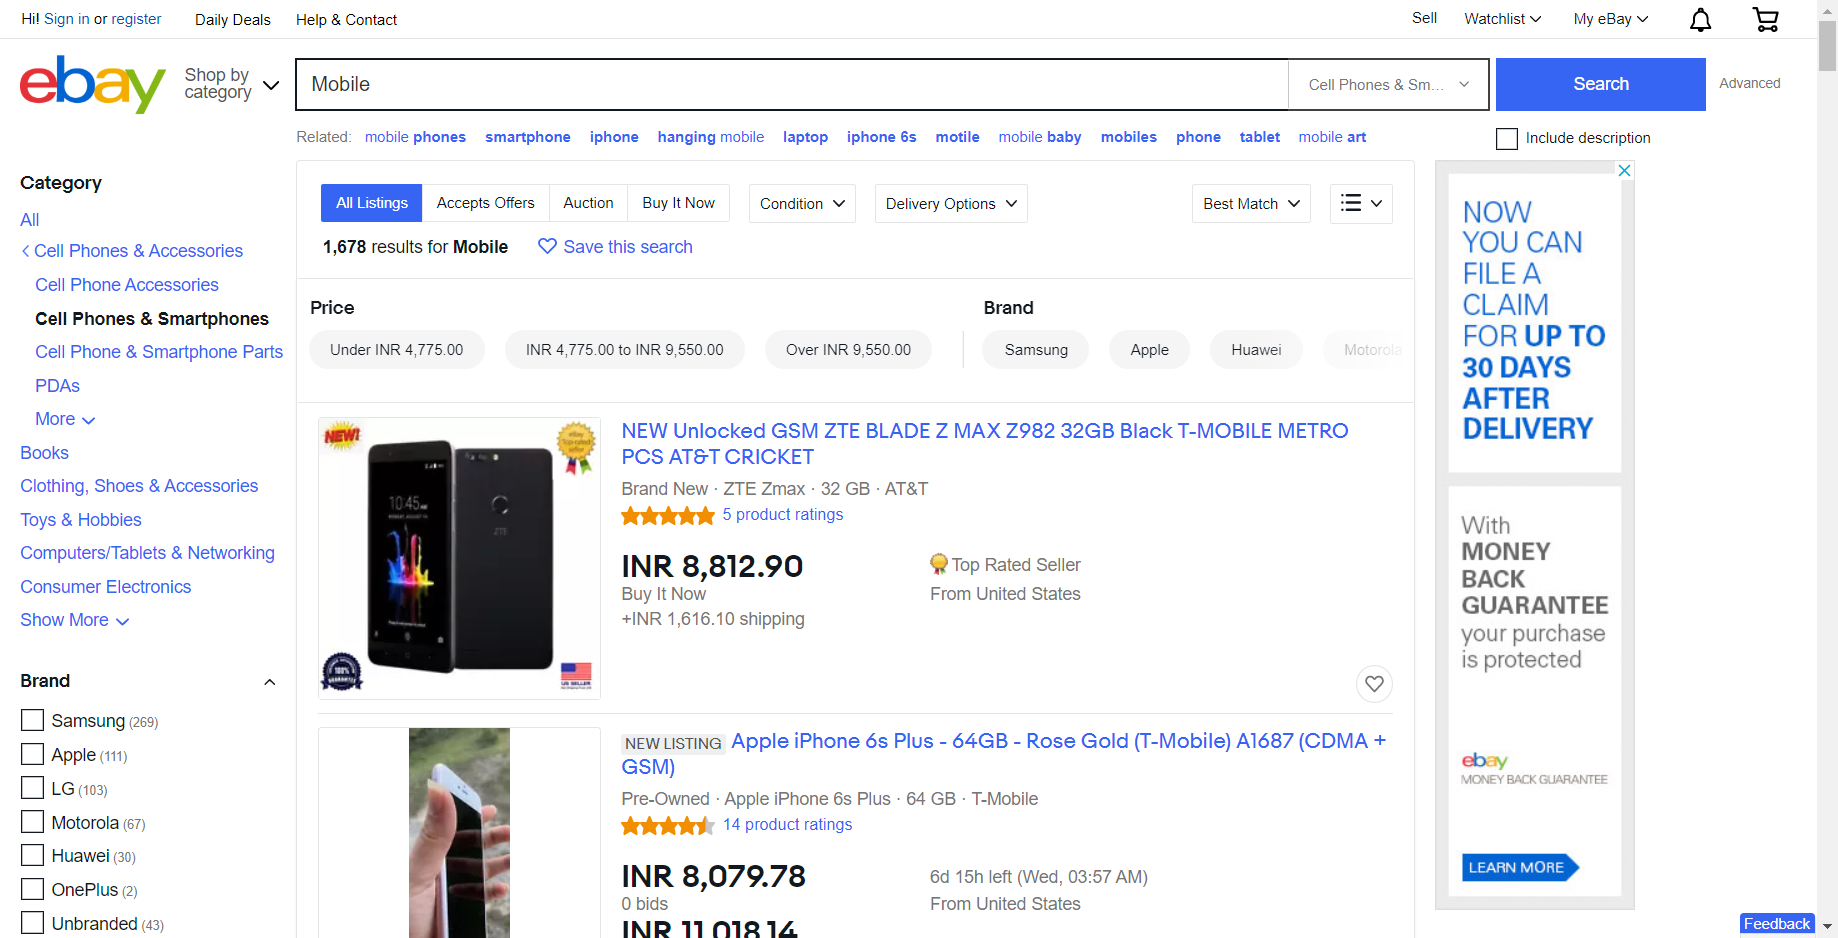 Hi! Sign in or register
Daily Deals
Help & Contact
Sell
Watchlist
My eBay
ebay
Shop by
category
Mobile
Cell Phones & Sm...
Search
Advanced
Related:
mobile phones
smartphone
iphone
hanging mobile
laptop
iphone 6s
motile
mobile baby
mobiles
phone
tablet
mobile art
Include description
Category
All
Cell Phones & Accessories
Cell Phone Accessories
Cell Phones & Smartphones
Cell Phone & Smartphone Parts
PDAs
More
Books
Clothing, Shoes & Accessories
Toys & Hobbies
Computers/Tablets & Networking
Consumer Electronics
Show More
Brand
Samsung (269)
Apple (111)
LG (103)
Motorola (67)
Huawei (30)
OnePlus (2)
Unbranded (43)
All Listings
Accepts Offers
Auction
Buy It Now
Condition
Delivery Options
Best Match
1,678 results for Mobile
Save this search
Price
Under INR 4,775.00
INR 4,775.00 to INR 9,550.00
Over INR 9,550.00
Brand
Samsung
Apple
Huawei
Motorola
NEW!
ebay
Top-rated
seller
10:45
ZTE
100%
US SELLER
NEW Unlocked GSM ZTE BLADE Z MAX Z982 32GB Black T-MOBILE METRO
PCS AT&T CRICKET
Brand New · ZTE Zmax · 32 GB · AT&T
5 product ratings
INR 8,812.90
Buy It Now
+INR 1,616.10 shipping
Top Rated Seller
From United States
NEW LISTING Apple iPhone 6s Plus - 64GB - Rose Gold (T-Mobile) A1687 (CDMA +
GSM)
Pre-Owned · Apple iPhone 6s Plus · 64 GB · T-Mobile
14 product ratings
INR 8,079.78
0 bids
INR 11,018.14
6d 15h left (Wed, 03:57 AM)
From United States
NOW
YOU CAN
FILE A
CLAIM
FOR UP TO
30 DAYS
AFTER
DELIVERY
With
MONEY
BACK
GUARANTEE
your purchase
is protected
ebay
MONEY BACK GUARANTEE
LEARN MORE
Feedback